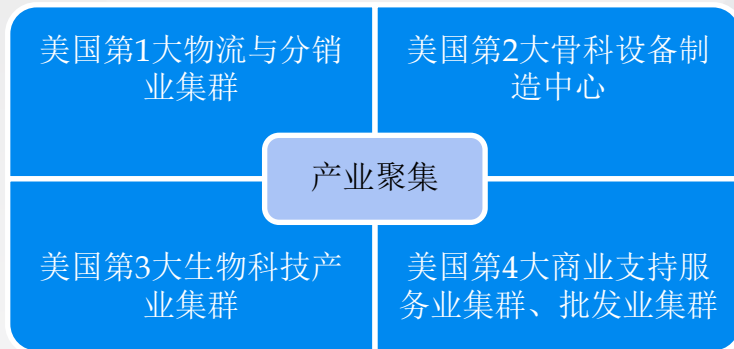 美国第1大物流与分销
业集群
美国第2大骨科设备制
造中心
产业聚集
美国第3大生物科技产
业集群
美国第4大商业支持服
务业集群、批发业集群